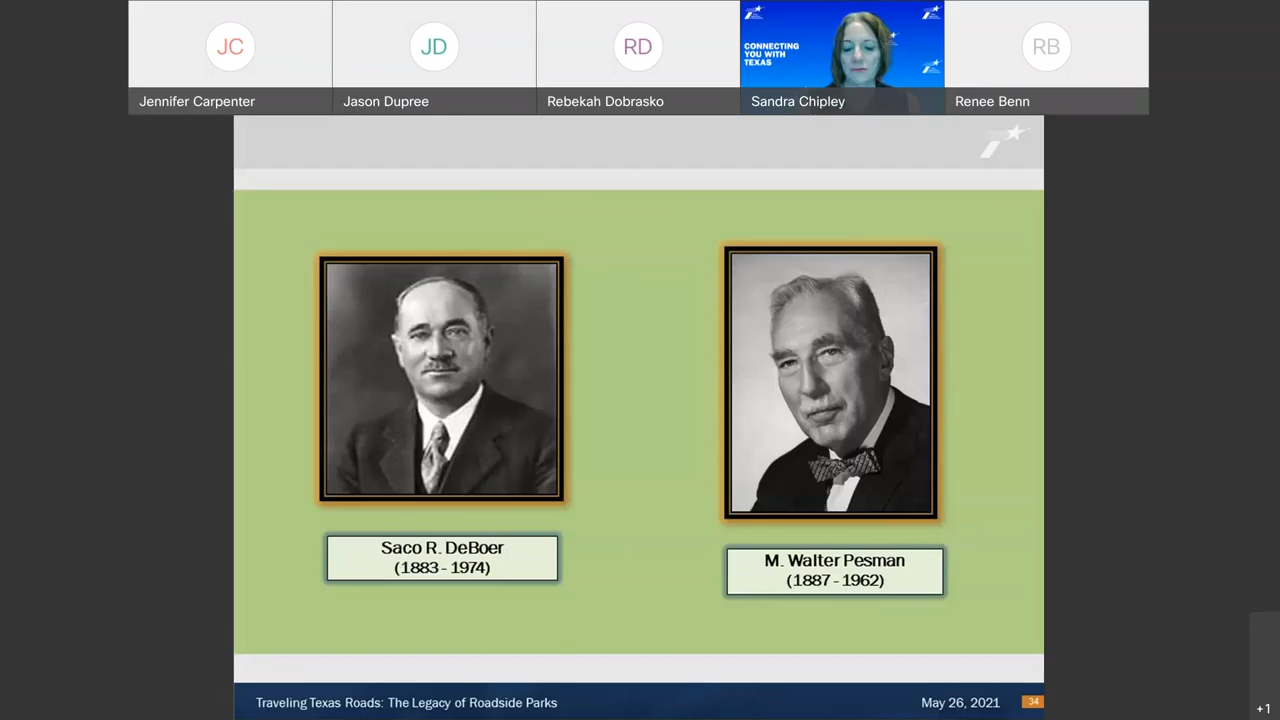 JC
JD
RD
CONNECTING
YOU WITH
TEXAS
RB
Jennifer Carpenter
Jason Dupree
Rebekah Dobrasko
Sandra Chipley
Renee Benn
Saco R. DeBoer
(1883 - 1974)
M. Walter Pesman
(1887 - 1962)
Traveling Texas Roads: The Legacy of Roadside Parks
May 26, 2021
34
+1